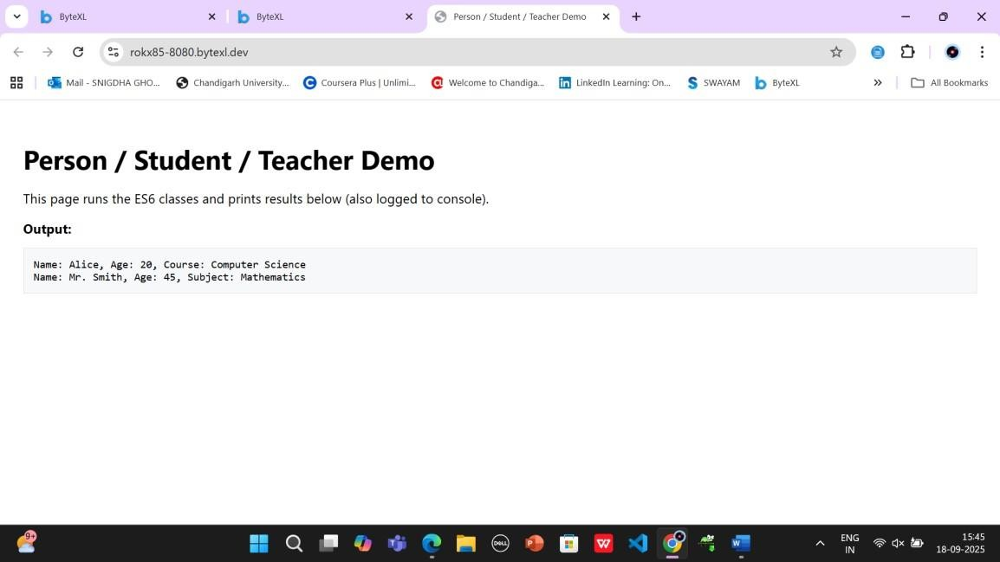 ByteXL
ByteXL
Person / Student / Teacher Demo
rokx85-8080.bytexl.dev
Mail - SNIGDHA GHO...
Chandigarh University...
Coursera Plus | Unlimi...
Welcome to Chandiga...
LinkedIn Learning: On...
SWAYAM
ByteXL
All Bookmarks
Person / Student / Teacher Demo
This page runs the ES6 classes and prints results below (also logged to console).
Output:
Name: Alice, Age: 20, Course: Computer Science
Name: Mr. Smith, Age: 45, Subject: Mathematics
9+
DELL
ENG
IN
15:45
18-09-2025